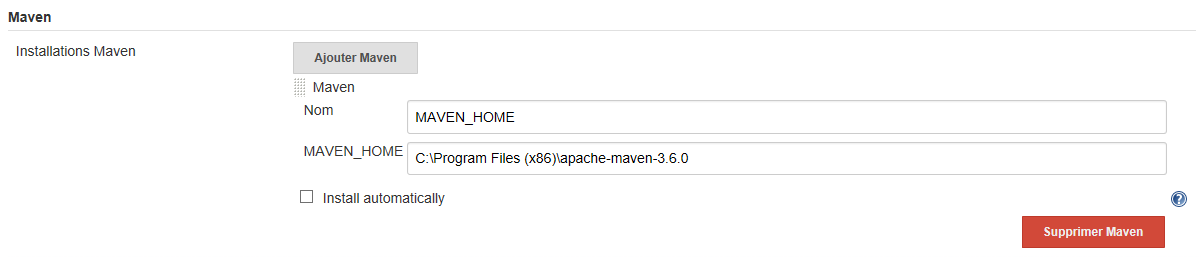 Maven
Installations Maven
Ajouter Maven
Maven
Nom
MAVEN_HOME
MAVEN_HOME
C:\Program Files (x86)\apache-maven-3.6.0
Install automatically
?
Supprimer Maven